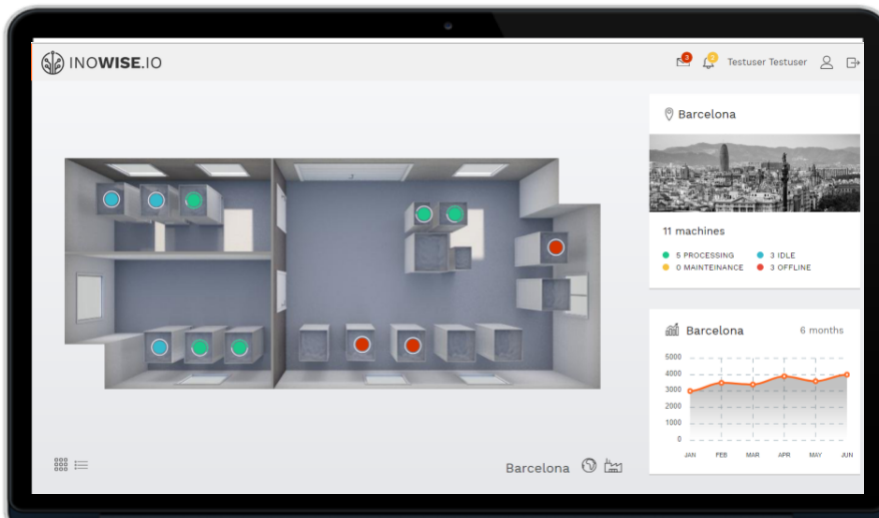 INOWISE.IO
3
Testuser Testuser
Barcelona
11 machines
5 PROCESSING
3 IDLE
0 MAINTEINANCE
3 OFFLINE
Barcelona
6 months
5000
4000
3000
2000
1000
0
JAN FEB MAR APR MAY JUN
Barcelona